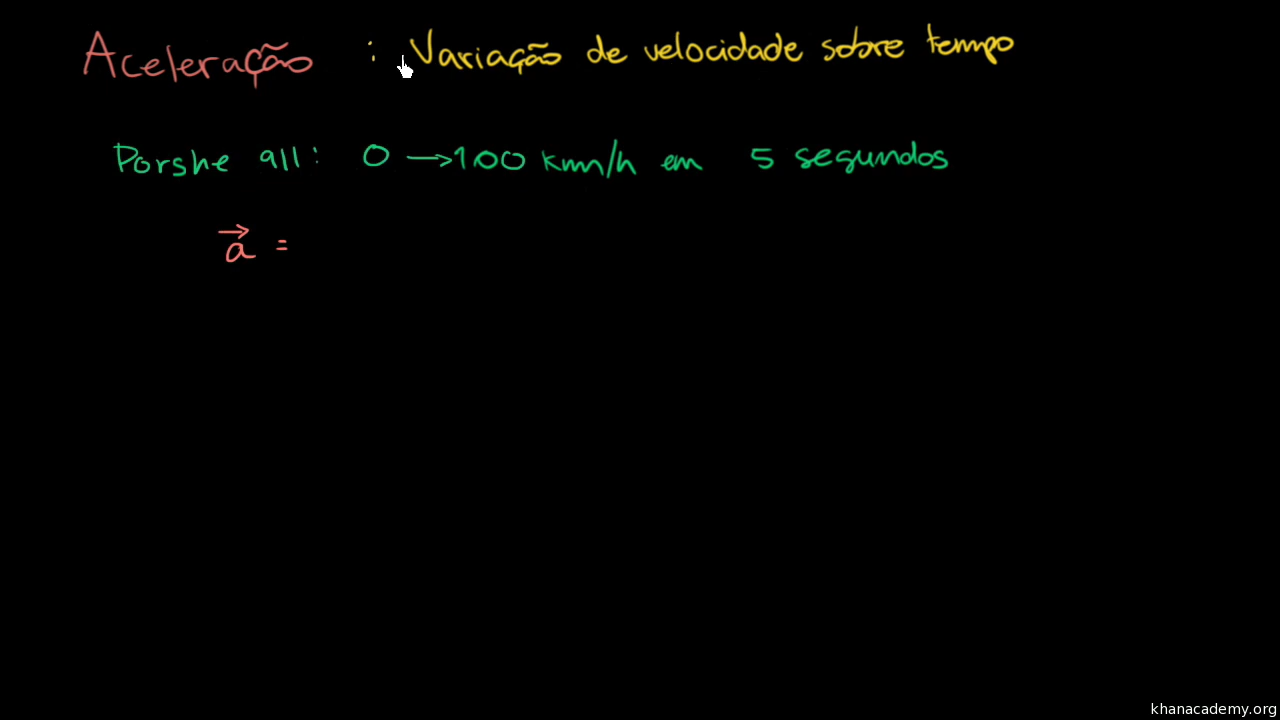 Aceleração : Variação de velocidade sobre tempo
Porshe 911: 0 → 100 km/h em 5 segundos
a⃗ =
khanacademy.org